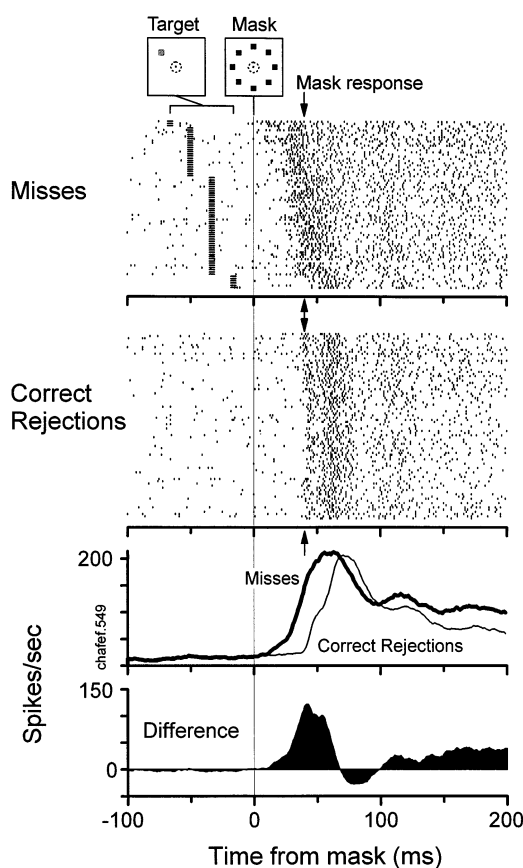 Target Mask
Mask response
Misses
Correct
Rejections
200
Misses
Correct Rejections
chafef.549
Spikes/sec
150
Difference
0
-100 0 100 200
Time from mask (ms)